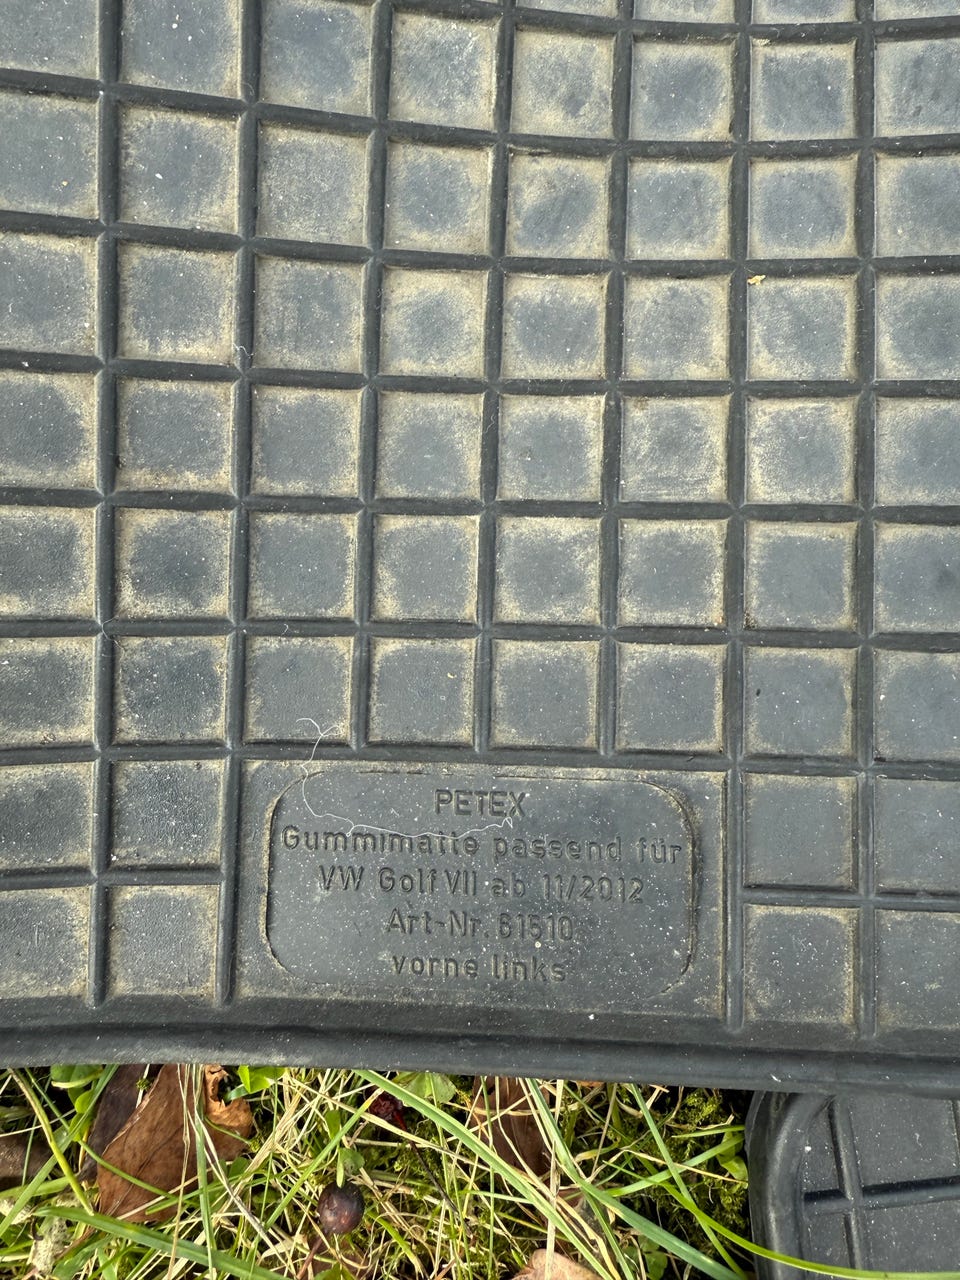 PETEX
Gummimatte passend für
VW Golf VII ab 11/2012
Art-Nr. 61510
vorne links